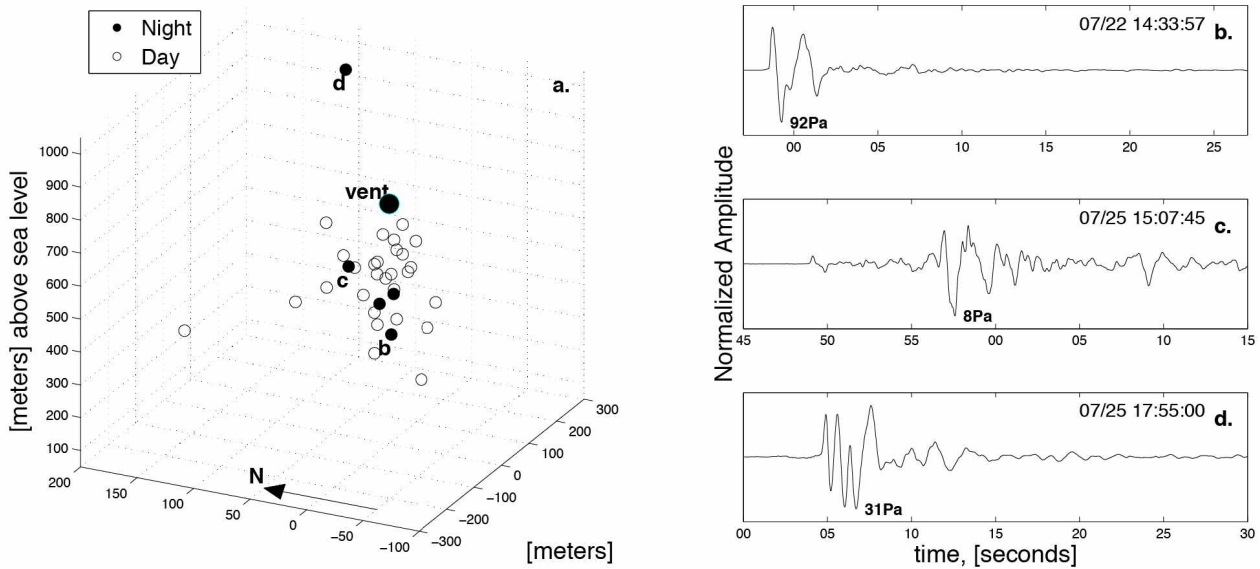 Night
Day
a.
d
vent
c
b
[meters] above sea level
1000
900
800
700
600
500
400
300
200
100
200
150
100
50
0
−50
−100
300
200
100
0
−100
−200
−300
N
[meters]
Normalized Amplitude
07/22 14:33:57 b.
92Pa
00 05 10 15 20 25
07/25 15:07:45 c.
8Pa
45 50 55 00 05 10 15
07/25 17:55:00 d.
31Pa
00 05 10 15 20 25 30
time, [seconds]